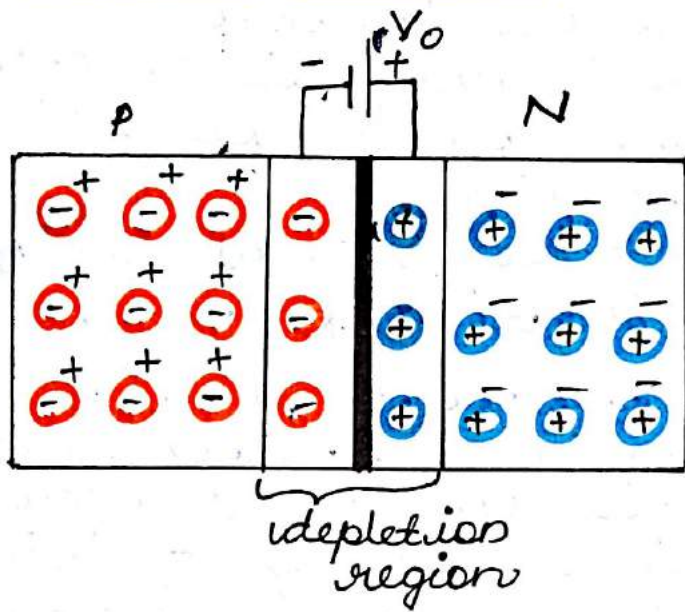 V₀
- +
P N
+ + + - - -
- - - - + + + +
+ + + - - -
- - - - + + + +
+ + + - - -
- - - - + + + +
depletion
region